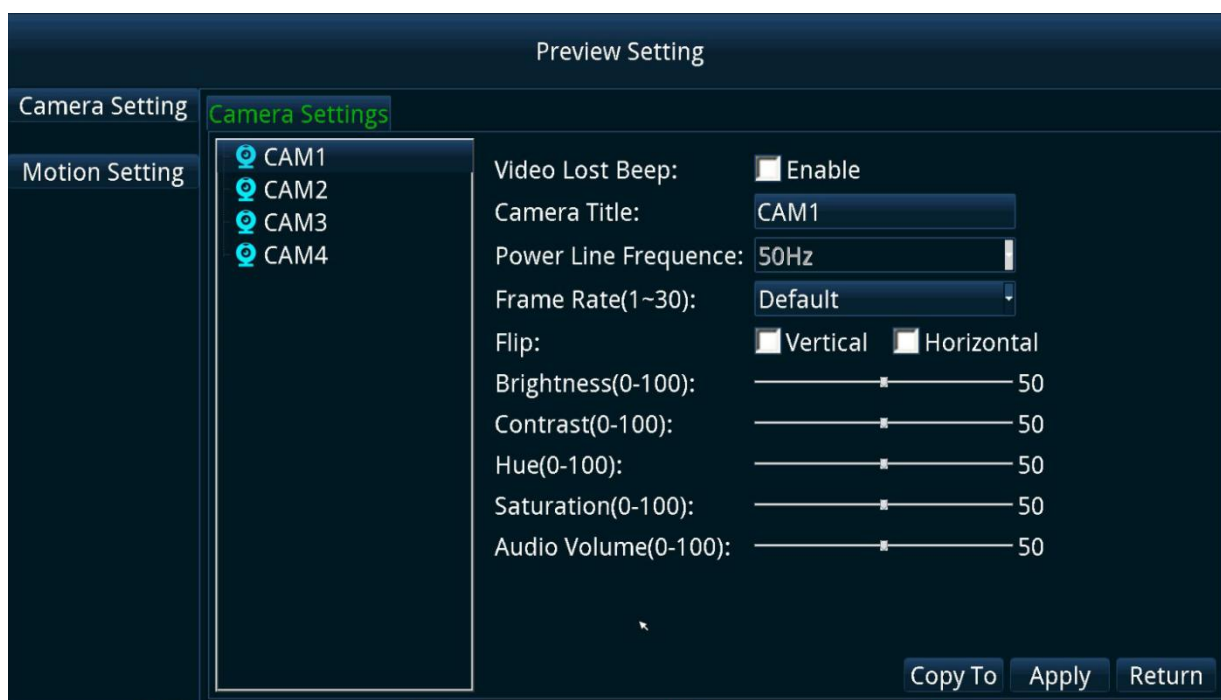 Preview Setting
Camera Setting
Motion Setting
Camera Settings
CAM1
CAM2
CAM3
CAM4
Video Lost Beep: Enable
Camera Title: CAM1
Power Line Frequence: 50Hz
Frame Rate(1~30): Default
Flip: Vertical Horizontal
Brightness(0-100): 50
Contrast(0-100): 50
Hue(0-100): 50
Saturation(0-100): 50
Audio Volume(0-100): 50
Copy To Apply Return